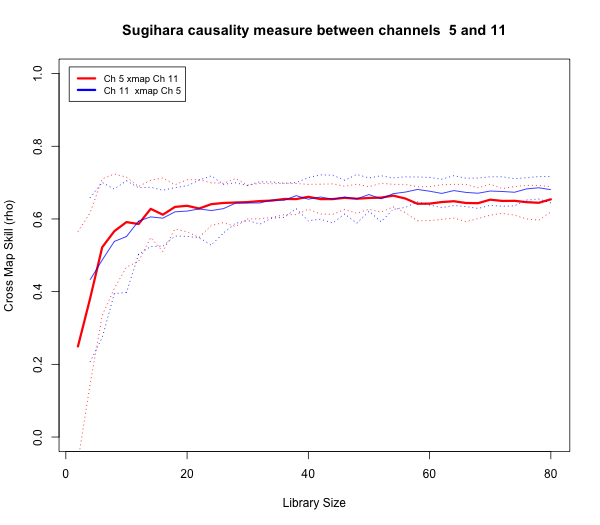 Sugihara causality measure between channels  5 and 11
Ch 5 xmap Ch 11
Ch 11  xmap Ch 5
Cross Map Skill (rho)
1.0
0.8
0.6
0.4
0.2
0.0
0 20 40 60 80
Library Size